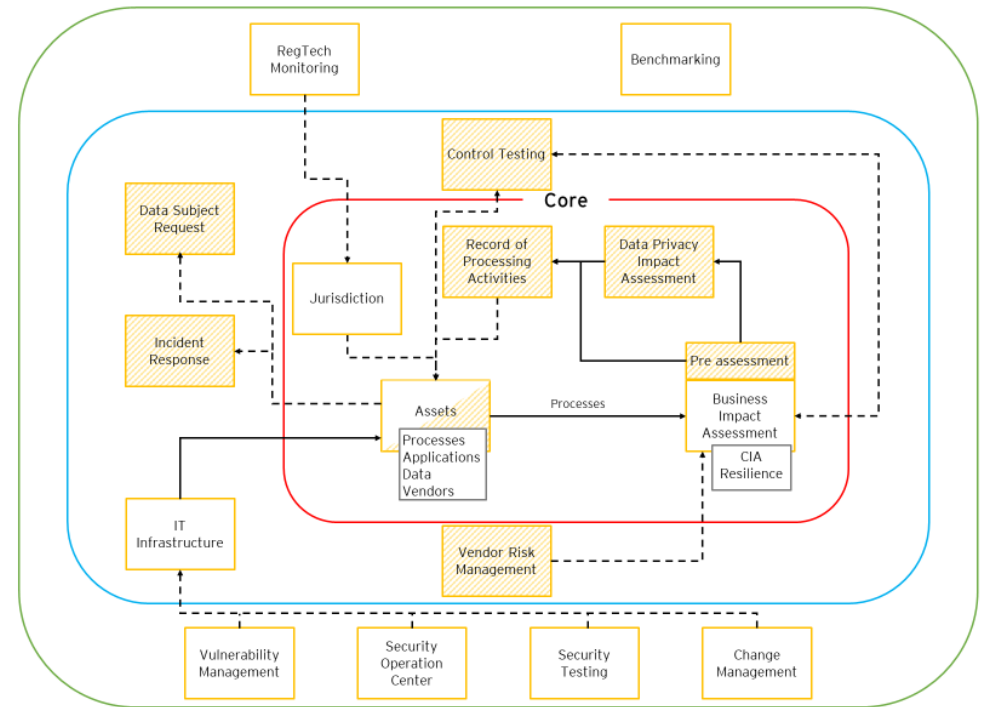 RegTech
Monitoring
Benchmarking
Control Testing
Core
Data Subject
Request
Record of
Processing
Activities
Data Privacy
Impact
Assessment
Jurisdiction
Incident
Response
Pre assessment
Assets
Processes
Business
Impact
Assessment
Processes
Applications
Data
Vendors
CIA
Resilience
IT
Infrastructure
Vendor Risk
Management
Vulnerability
Management
Security
Operation
Center
Security
Testing
Change
Management